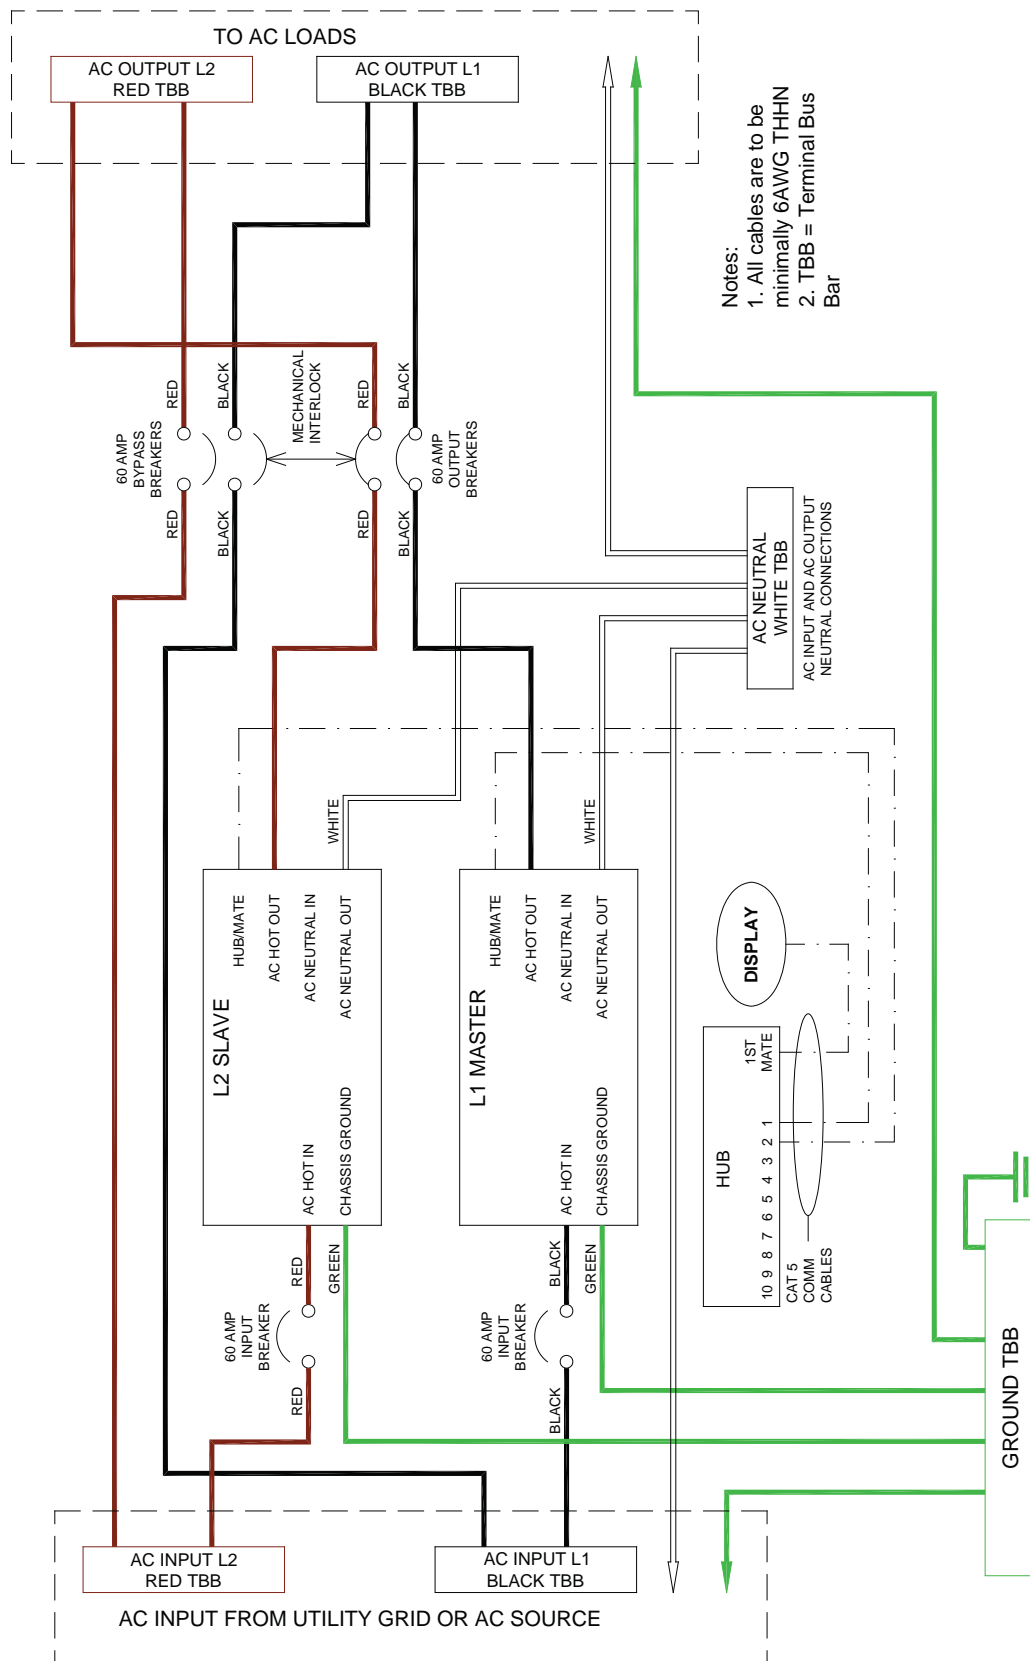 TO AC LOADS
AC OUTPUT L2
RED TBB
AC OUTPUT L1
BLACK TBB
Notes:
1. All cables are to be
minimally 6AWG THHN
2. TBB = Terminal Bus
Bar
RED
BLACK
MECHANICAL
INTERLOCK
RED
BLACK
60 AMP
BYPASS
BREAKERS
60 AMP
OUTPUT
BREAKERS
RED
BLACK
RED
BLACK
AC NEUTRAL
WHITE TBB
AC INPUT AND AC OUTPUT
NEUTRAL CONNECTIONS
WHITE
WHITE
L2 SLAVE
HUB/MATE
AC HOT OUT
AC NEUTRAL IN
AC NEUTRAL OUT
AC HOT IN
CHASSIS GROUND
L1 MASTER
HUB/MATE
AC HOT OUT
AC NEUTRAL IN
AC NEUTRAL OUT
AC HOT IN
CHASSIS GROUND
DISPLAY
HUB
1ST
MATE
10 9 8 7 6 5 4 3 2 1
CAT 5
COMM
CABLES
RED
GREEN
BLACK
GREEN
60 AMP
INPUT
BREAKER
60 AMP
INPUT
BREAKER
RED
BLACK
GROUND TBB
AC INPUT L2
RED TBB
AC INPUT L1
BLACK TBB
AC INPUT FROM UTILITY GRID OR AC SOURCE